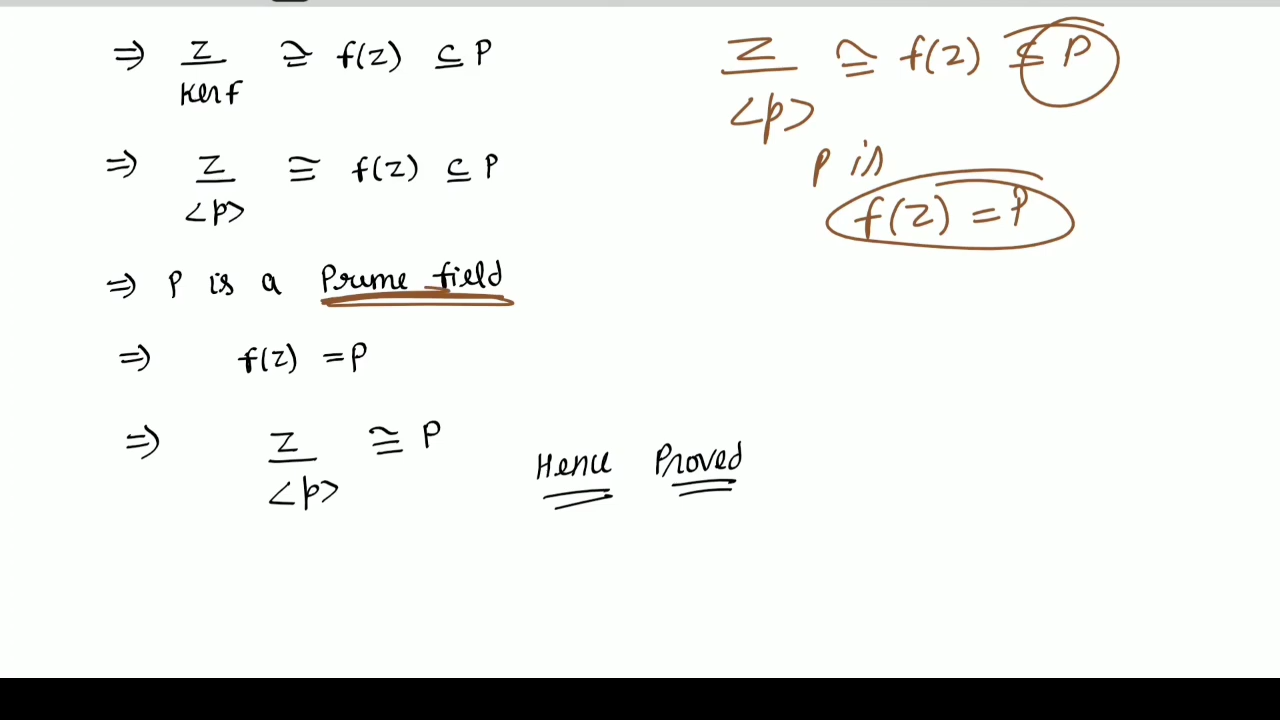 ⇒ Z/Kerf ≅ f(Z) ⊆ P
⇒ Z/<p> ≅ f(Z) ⊆ P
⇒ P is a Prime field
⇒ f(Z) = P
⇒ Z/<p> ≅ P Hence Proved
Z/<p> ≅ f(Z) ⊆ P
P is
f(Z) = P